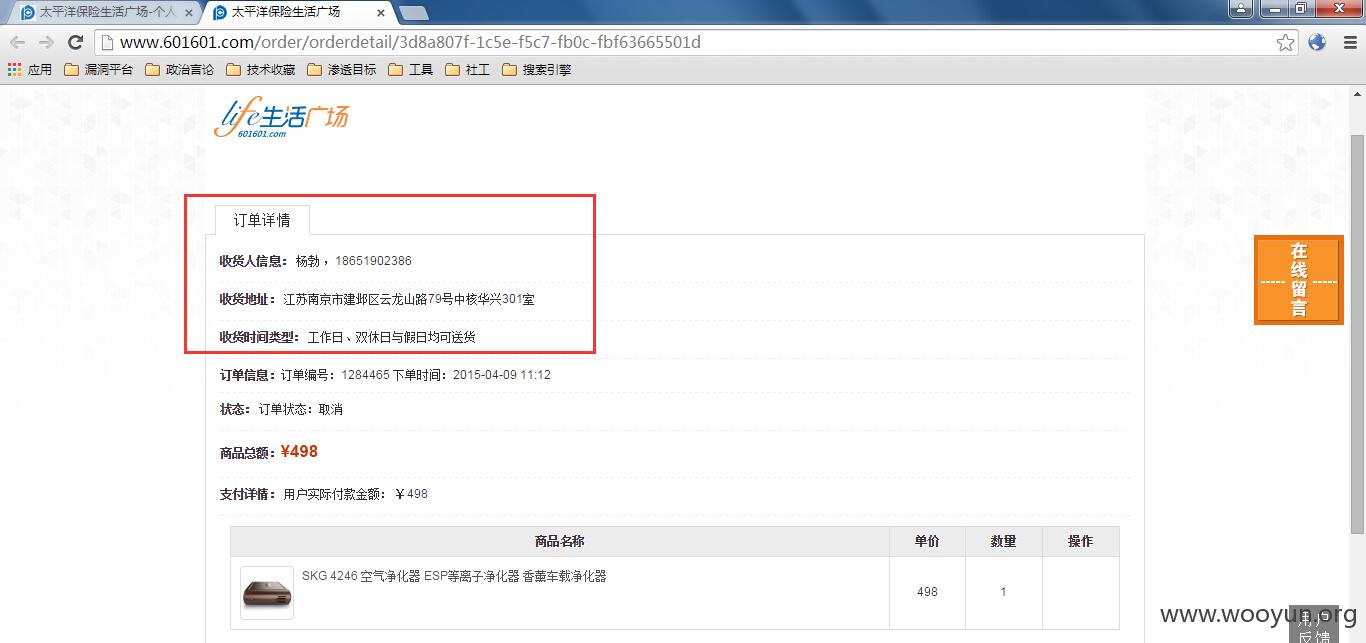 太平洋保险生活广场-个人
太平洋保险生活广场
www.601601.com/order/orderdetail/3d8a807f-1c5e-f5c7-fb0c-fbf63665501d
应用 漏洞平台 政治言论 技术收藏 渗透目标 工具 社工 搜索引擎
life生活广场
601601.com
订单详情
收货人信息： 杨勃 ，18651902386
收货地址： 江苏南京市建邺区云龙山路79号中核华兴301室
收货时间类型： 工作日、双休日与假日均可送货
订单信息： 订单编号：1284465 下单时间：2015-04-09 11:12
状态： 订单状态：取消
商品总额：¥498
支付详情： 用户实际付款金额：￥498
商品名称 单价 数量 操作
SKG 4246 空气净化器 ESP等离子净化器 香薰车载净化器
498 1
在线留言
用户
反馈
www.wooyun.org